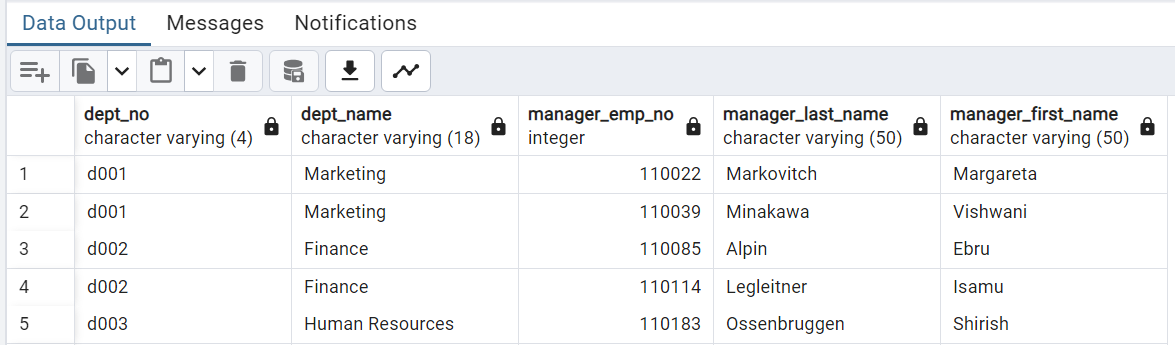 Data Output Messages Notifications
dept_no dept_name manager_emp_no manager_last_name manager_first_name
character varying (4) character varying (18) integer character varying (50) character varying (50)
1 d001 Marketing 110022 Markovitch Margareta
2 d001 Marketing 110039 Minakawa Vishwani
3 d002 Finance 110085 Alpin Ebru
4 d002 Finance 110114 Legleitner Isamu
5 d003 Human Resources 110183 Ossenbruggen Shirish